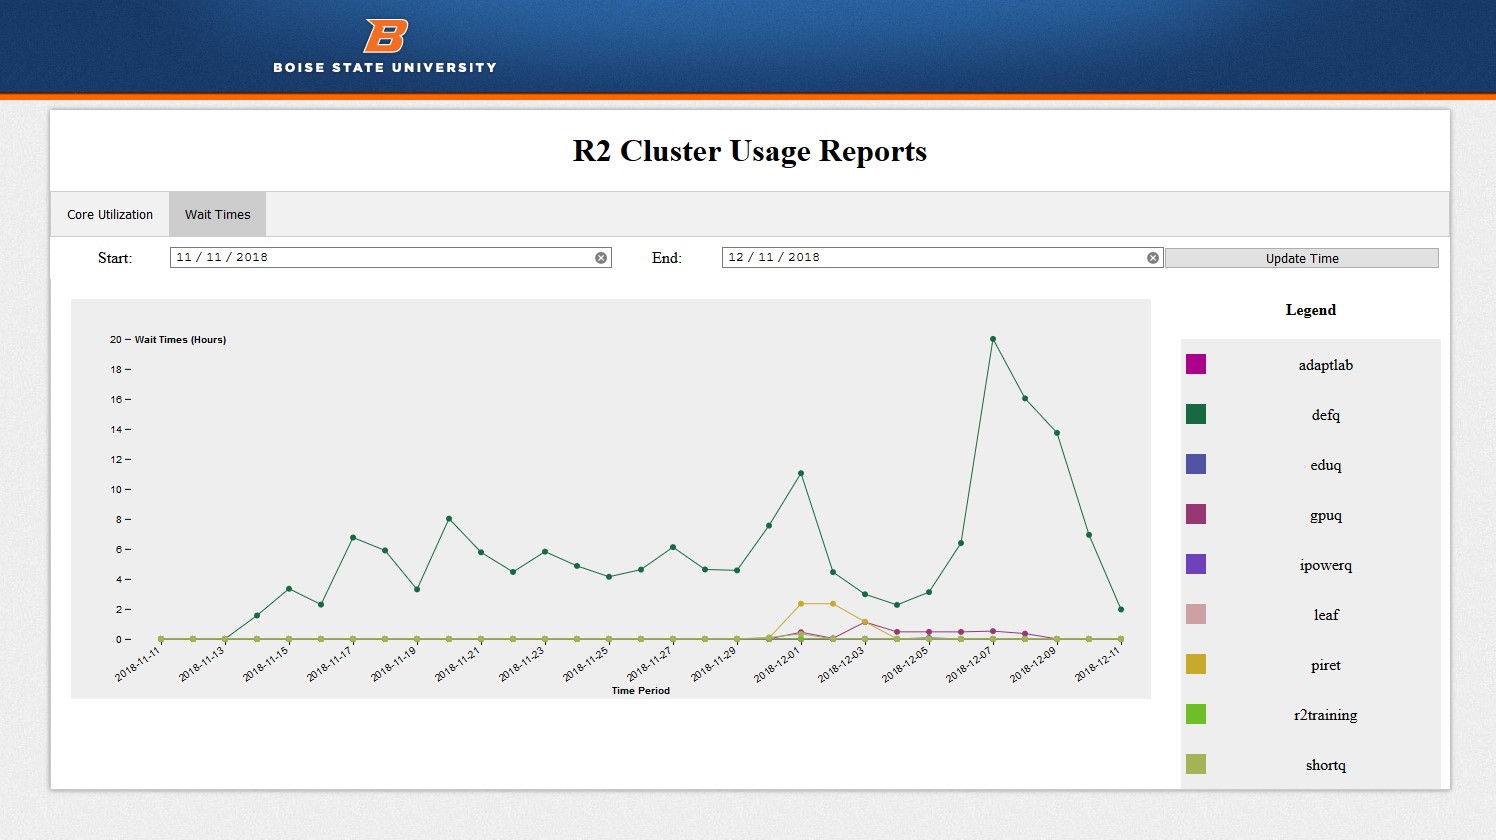 B
BOISE STATE UNIVERSITY
R2 Cluster Usage Reports
Core Utilization Wait Times
Start: 11 / 11 / 2018 End: 12 / 11 / 2018 Update Time
Legend
20 Wait Times (Hours)
18
16
14
12
10
8
6
4
2
0
2018-11-11 2018-11-13 2018-11-15 2018-11-17 2018-11-19 2018-11-21 2018-11-23 2018-11-25 2018-11-27 2018-11-29 2018-12-01 2018-12-03 2018-12-05 2018-12-07 2018-12-09 2018-12-11
Time Period
adaptlab
defq
eduq
gpuq
ipowerq
leaf
piret
r2training
shortq